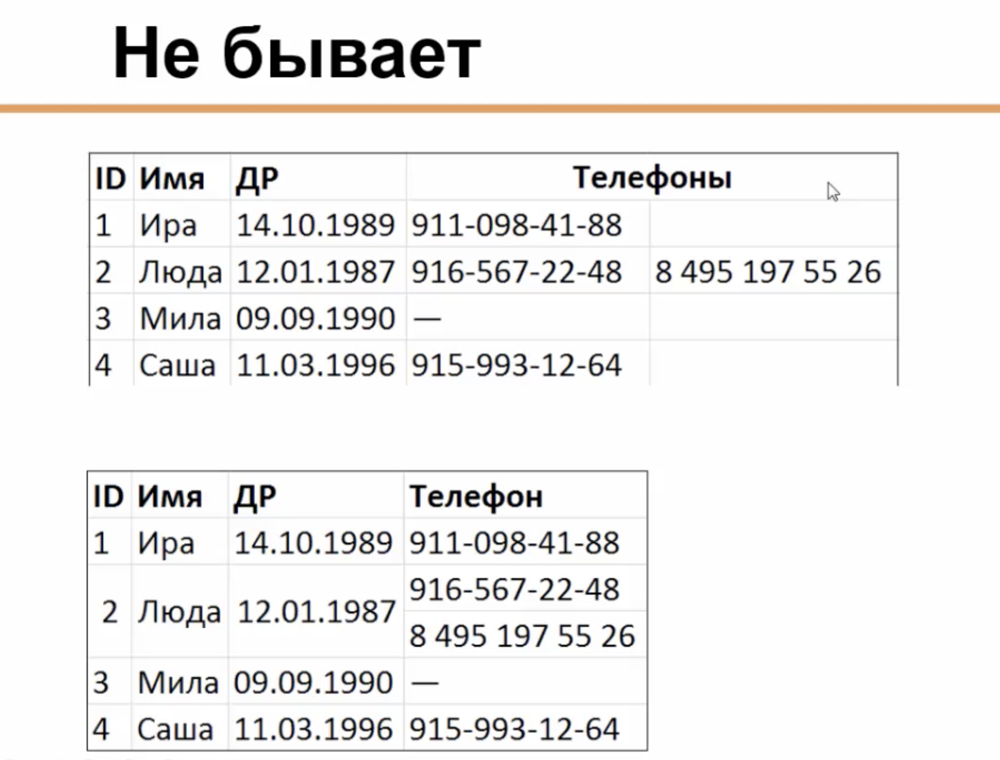 Не бывает
ID Имя ДР Телефоны
1 Ира 14.10.1989 911-098-41-88
2 Люда 12.01.1987 916-567-22-48 8 495 197 55 26
3 Мила 09.09.1990 —
4 Саша 11.03.1996 915-993-12-64
ID Имя ДР Телефон
1 Ира 14.10.1989 911-098-41-88
2 Люда 12.01.1987 916-567-22-48
8 495 197 55 26
3 Мила 09.09.1990 —
4 Саша 11.03.1996 915-993-12-64